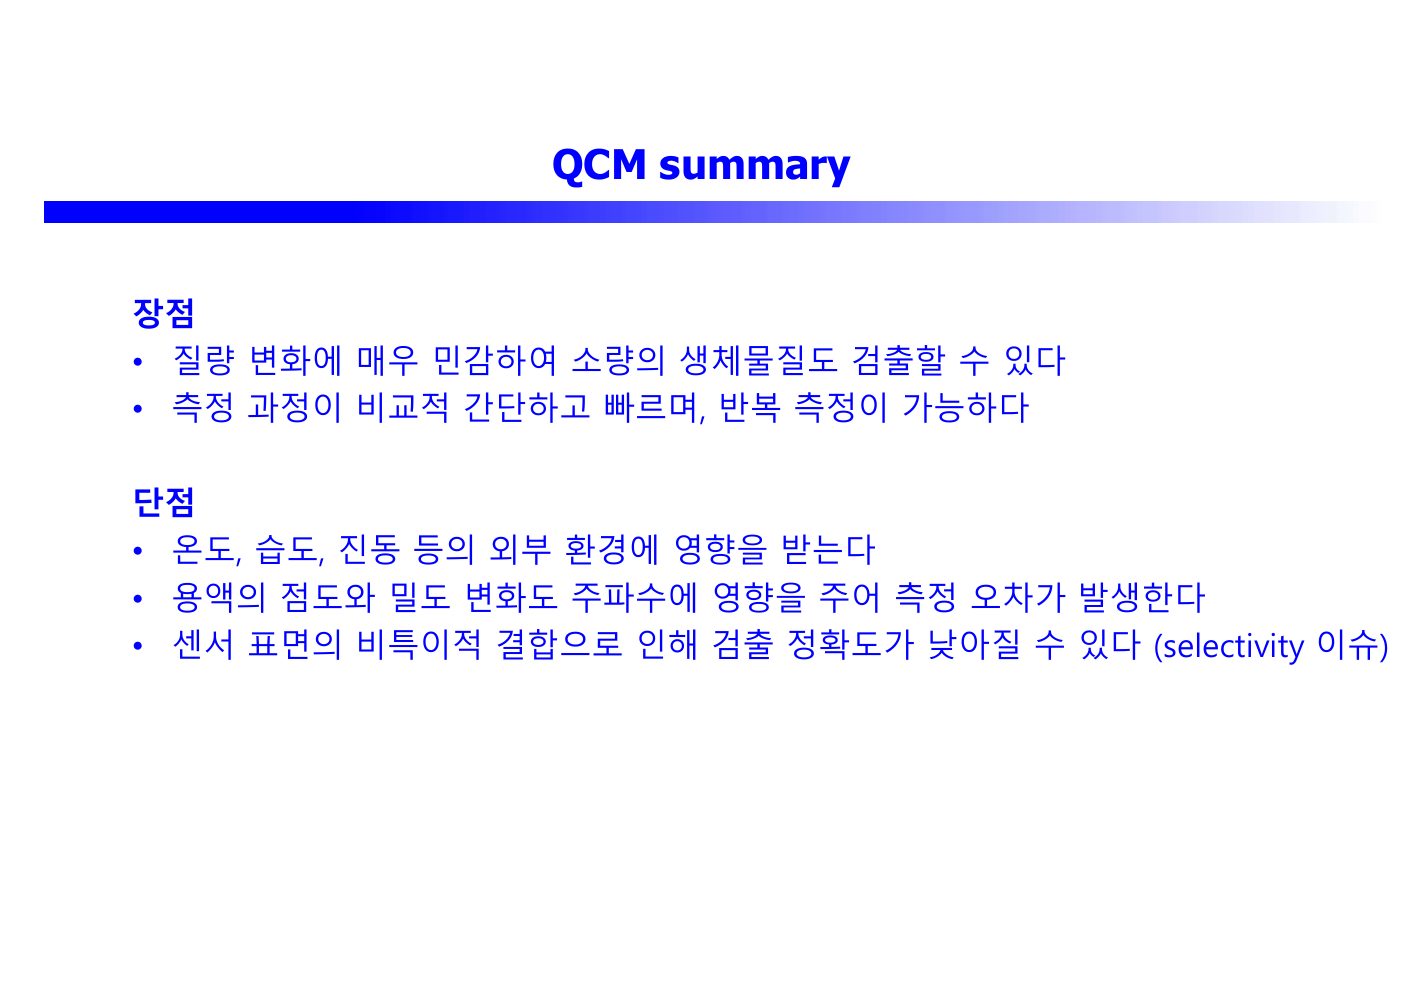 QCM summary
장점
• 질량 변화에 매우 민감하여 소량의 생체물질도 검출할 수 있다
• 측정 과정이 비교적 간단하고 빠르며, 반복 측정이 가능하다
단점
• 온도, 습도, 진동 등의 외부 환경에 영향을 받는다
• 용액의 점도와 밀도 변화도 주파수에 영향을 주어 측정 오차가 발생한다
• 센서 표면의 비특이적 결합으로 인해 검출 정확도가 낮아질 수 있다 (selectivity 이슈)